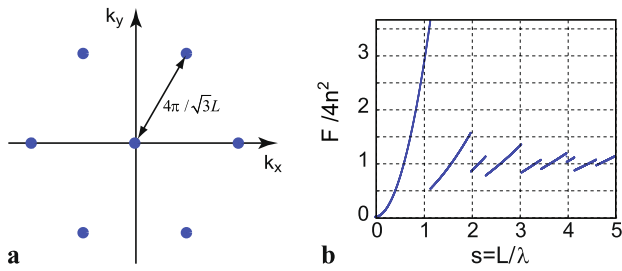 k_y
4π / √3L
k_x
a
F /4n²
3
2
1
0
0 1 2 3 4 5
s=L/λ
b